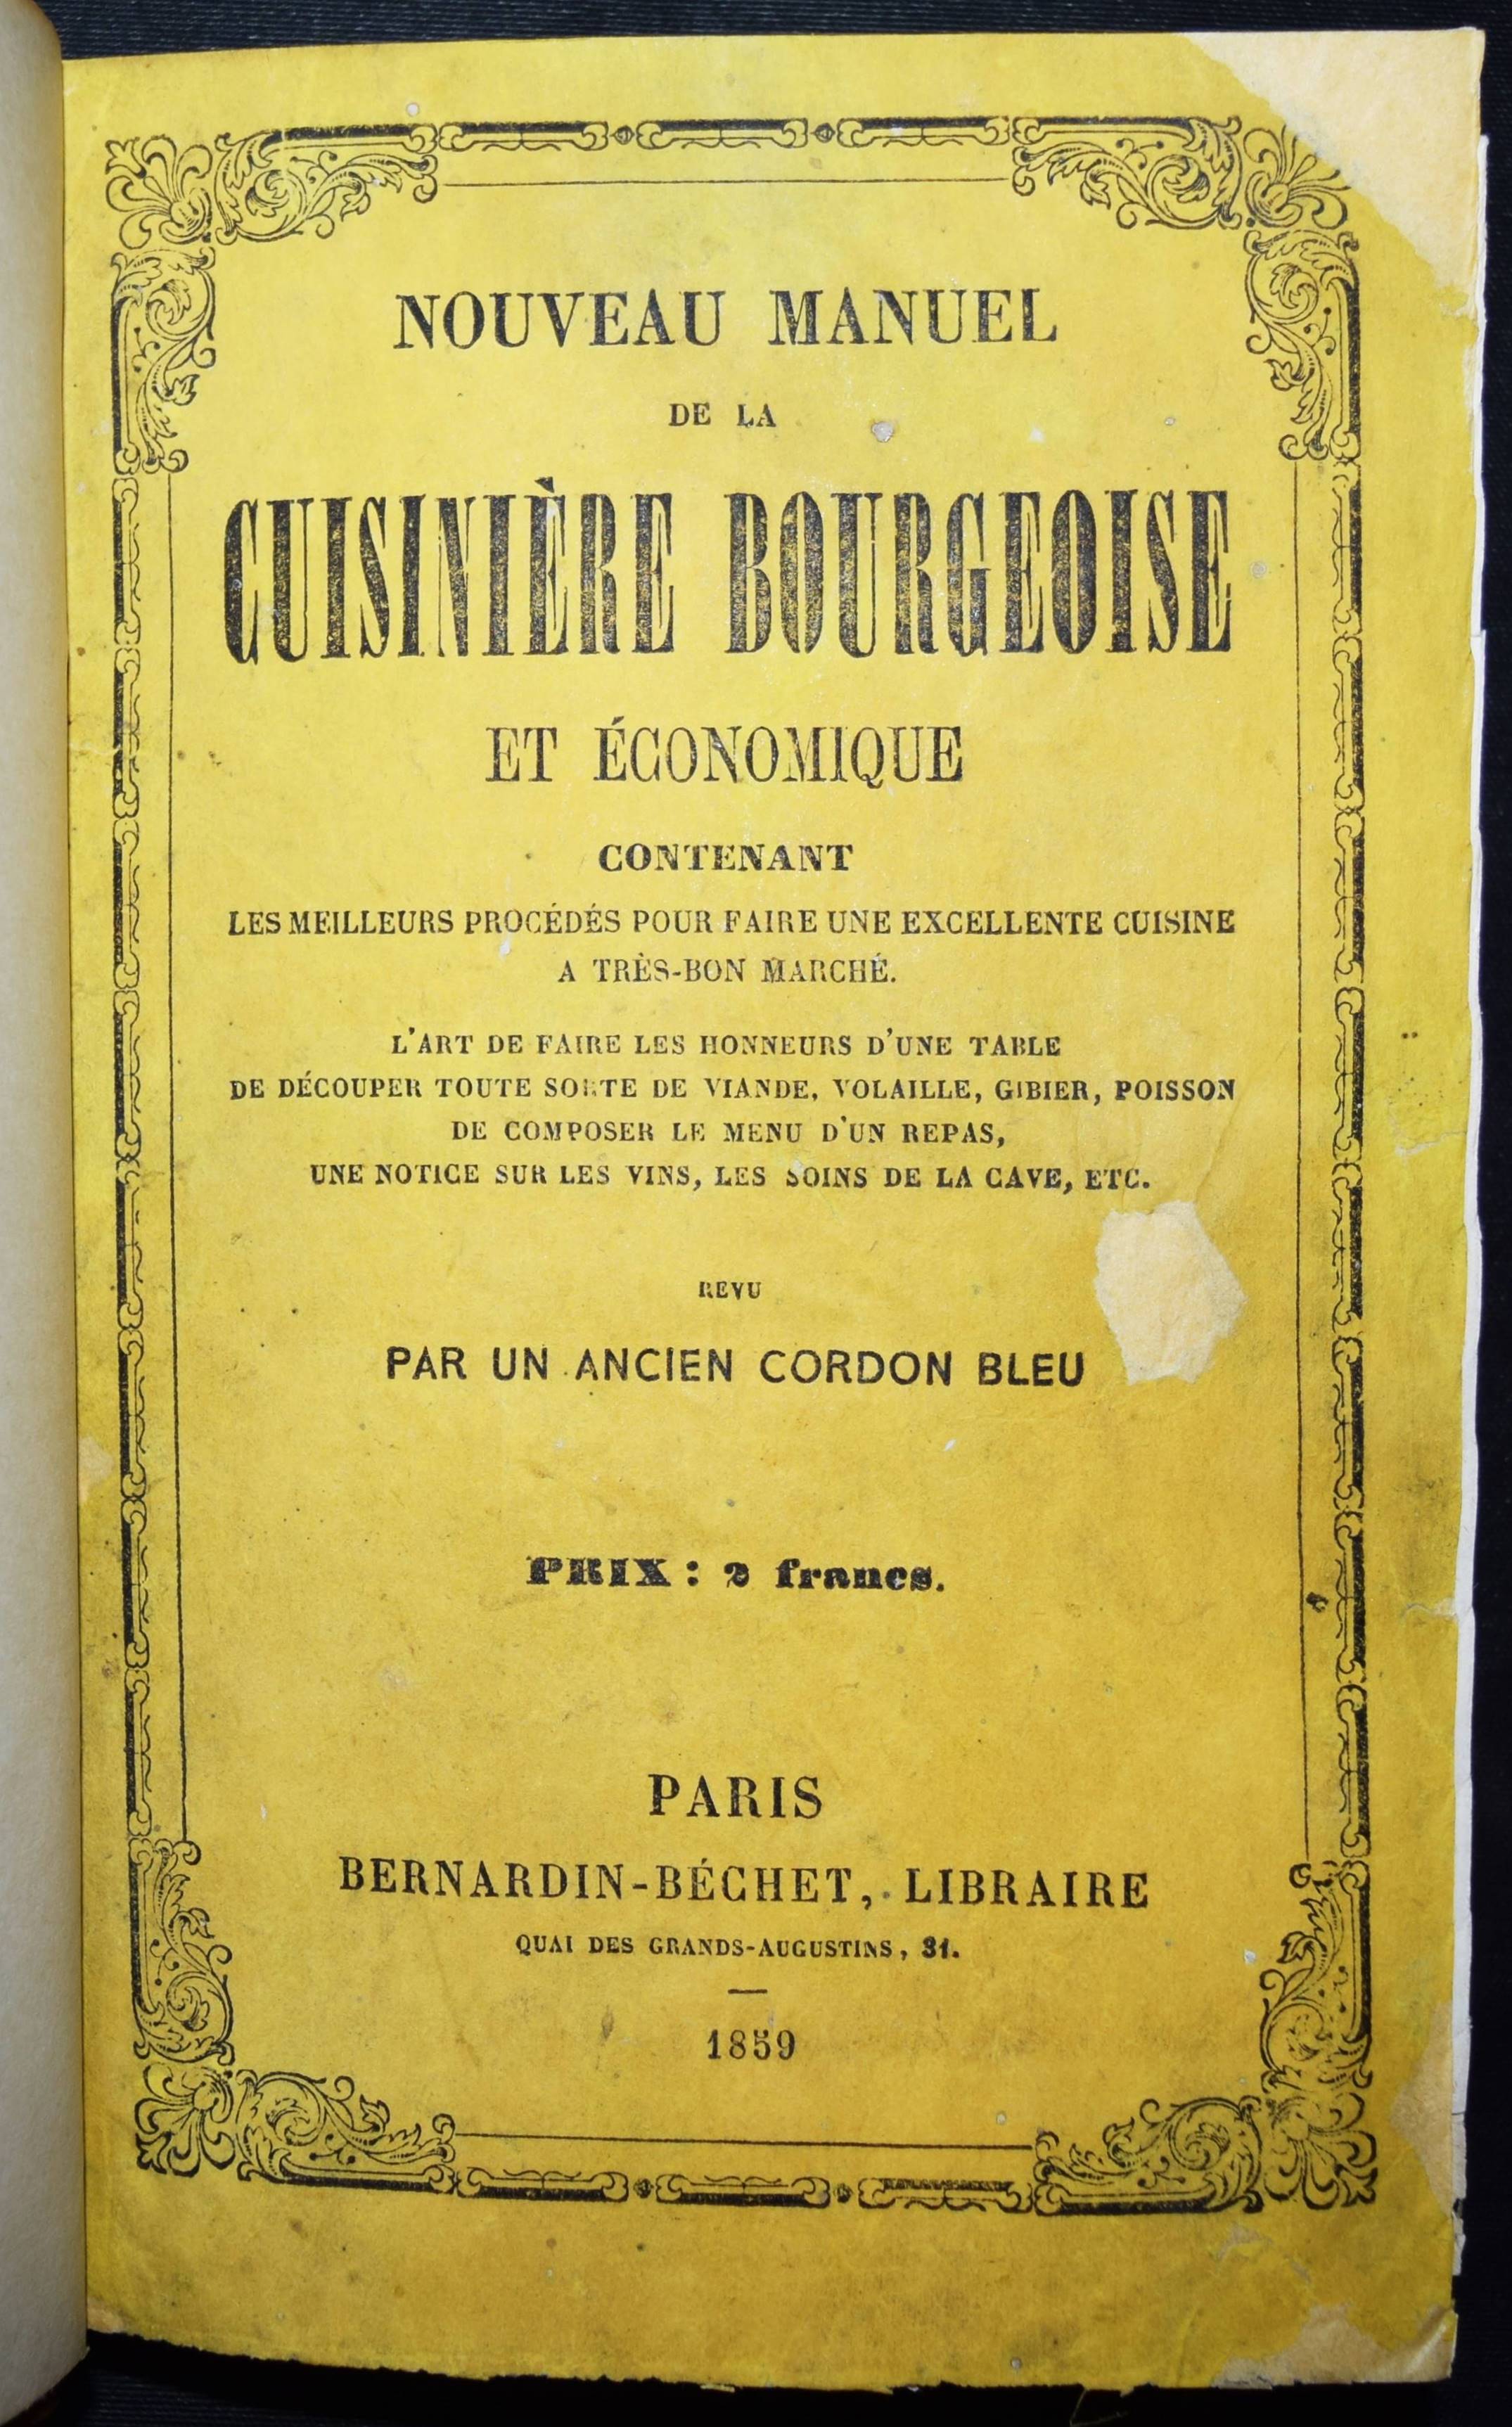 NOUVEAU MANUEL
DE LA
CUISINIÈRE BOURGEOISE
ET ÉCONOMIQUE
CONTENANT
LES MEILLEURS PROCÉDÉS POUR FAIRE UNE EXCELLENTE CUISINE
A TRÈS-BON MARCHÉ.
L'ART DE FAIRE LES HONNEURS D'UNE TABLE
DE DÉCOUPER TOUTE SORTE DE VIANDE, VOLAILLE, GIBIER, POISSON
DE COMPOSER LE MENU D'UN REPAS,
UNE NOTICE SUR LES VINS, LES SOINS DE LA CAVE, ETC.
REVU
PAR UN ANCIEN CORDON BLEU
PRIX : 2 francs.
PARIS
BERNARDIN-BÉCHET, LIBRAIRE
QUAI DES GRANDS-AUGUSTINS, 31.
1859